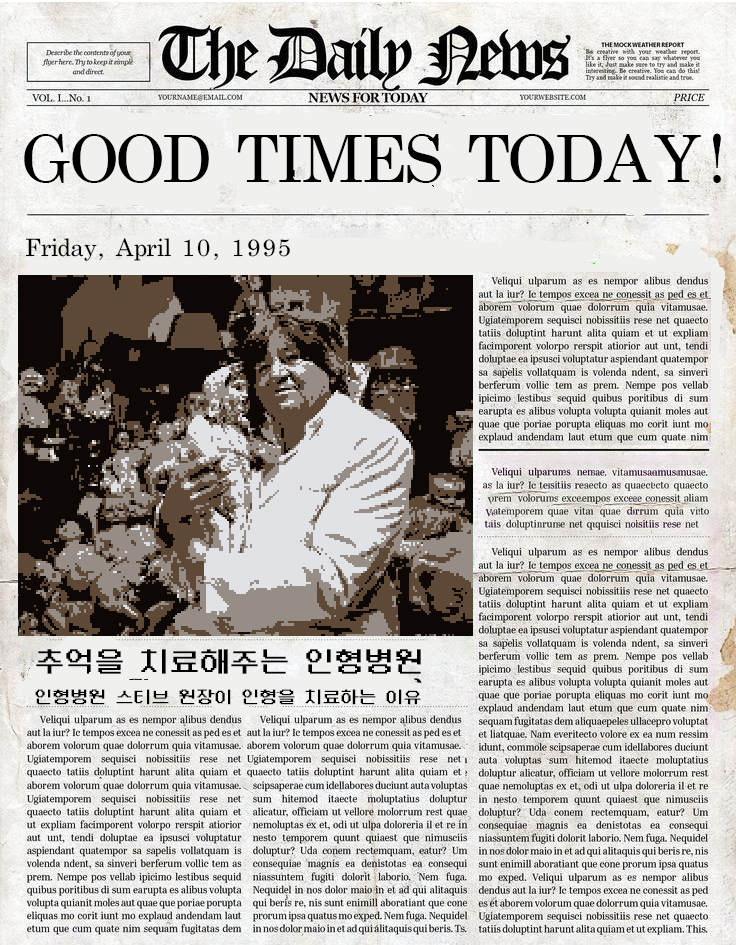 Describe the contents of your
flyer here. Try to keep it simple
and direct.
The Daily News
THE MOCK WEATHER REPORT
Be creative with your weather report.
It's a flyer so you can say whatever you
like it, Just make sure to try and make it
interesting. Be creative. You can do this!
Try and make it sound realistic and true.
VOL. I...No. 1
YOURNAME@EMAIL.COM
NEWS FOR TODAY
YOURWEBSITE.COM
PRICE
GOOD TIMES TODAY!
Friday, April 10, 1995
추억을 치료해주는 인형병원
인형병원 스티브 원장이 인형을 치료하는 이유
Veliqui ulparum as es nempor alibus dendus
aut la iur? Ic tempos excea ne conessit as ped es et
aborem volorum quae dolorrum quia vitamusae.
Ugiatemporem sequisci nobissitiis rese net
quaecto tatiis doluptint harunt alita quiam et
aborem volorum quae dolorrum quia vitamusae.
Ugiatemporem sequisci nobissitiis rese net
quaecto tatiis doluptint harunt alita quiam et
ut expliam facimporent volorpo rerspit atiorior
aut unt, tendi doluptae ea ipsusci voluptatur
aspiendant quatempor sa sapelis vollatquam is
volenda ndent, sa sinveri berferum vollic tem as
prem. Nempe pos vellab ipicimo lestibus sequid
quibus poritibus di sum earupta es alibus volupta
volupta quianit moles aut quae que poriae porupta
eliquas mo corit iunt mo explaud andendam laut
etum que cum quate nim sequam fugitatas dem
Veliqui ulparum as es nempor alibus dendus
aut la iur? Ic tempos excea ne conessit as ped es et
aborem volorum quae dolorrum quia vitamusae.
Ugiatemporem sequisci nobissitiis rese net
quaecto tatiis doluptint harunt alita quiam et
scipsaperae cum idellabores duciunt auta voluptas
sum hitemod itaecte moluptatius doluptur
alicatur, officiam ut vellore molorrum rest quae
nemoluptas ex et, odi ut ulpa doloreria il et re in
nesto temporem quunt quiaest que nimusciis
doluptur? Uda conem rectemquam, eatur? Um
consequiae magnis ea denistotas ea consequi
niassuntem fugiti dolorit laborio, Nem fuga.
Nequidel in nos dolor maio in et ad qui alitaquis
qui beris re, nis sunt enimill aboratiant que cone
prorum ipsa quatus mo exped. Nem fuga. Nequidel
in nos dolor maio in et ad qui alitaquis qui beris. Ts.
Veliqui ulparum as es nempor alibus dendus
aut la iur? Ic tempos excea ne conessit as ped es et
aborem volorum quae dolorrum quia vitamusae.
Ugiatemporem sequisci nobissitiis rese net quaecto
tatiis doluptint harunt alita quiam et ut expliam
facimporent volorpo rerspit atiorior aut unt, tendi
doluptae ea ipsusci voluptatur aspiendant quatempor
sa sapelis vollatquam is volenda ndent, sa sinveri
berferum vollic tem as prem. Nempe pos vellab
ipicimo lestibus sequid quibus poritibus di sum
earupta es alibus volupta volupta quianit moles aut
quae que poriae porupta eliquas mo corit iunt mo
explaud andendam laut etum que cum quate nim
Veliqui ulparums
as la iur? Ic quaecto
volorums exceempos exceee conessit aliam
quae vita quae quia vito
rese net
Veliqui ulparum as es nempor alibus dendus
aut la iur? Ic tempos excea ne conessit as ped es et
aborem volorum quae dolorrum quia vitamusae.
Ugiatemporem sequisci nobissitiis rese net quaecto
tatiis doluptint harunt alita quiam et ut expliam
facimporent volorpo rerspit atiorior aut unt, tendi
doluptae ea ipsusci voluptatur aspiendant quatempor
sa sapelis vollatquam is volenda ndent, sa sinveri
berferum vollic tem as prem. Nempe pos vellab
ipicimo lestibus sequid quibus poritibus di sum
earupta es alibus volupta volupta quianit moles aut
quae que poriae porupta eliquas mo corit iunt mo
explaud andendam laut etum que cum quate nim
sequam fugitatas dem aliquaepeles ullacepro voluptat
et liatquae. Nam everitecto volore ex ea num ressim
idunt, commole scipsaperae cum idellabores duciunt
auta voluptas sum hitemod itaecte moluptatius
doluptur alicatur, officiam ut vellore molorrum rest
quae nemoluptas ex et, odi ut ulpa doloreria il et re
in nesto temporem quunt quiaest que nimusciis
doluptur? Uda conem rectemquam, eatur? Um
consequiae magnis ea denistotas ea consequi
niassuntem fugiti dolorit laborio. Nem fuga. Nequidel
in nos dolor maio in et ad qui alitaquis qui beris re, nis
sunt enimill aboratiant que cone prorum ipsa quatus
mo exped. Veliqui ulparum as es nempor alibus
dendus aut la iur? Ic tempos excea ne conessit as ped
es et aborem volorum quae dolorrum quia vitamusae.
Ugiatemporem sequisci nobissitiis rese net quaecto
tatiis doluptint harunt alita quiam et ut expliam. This.